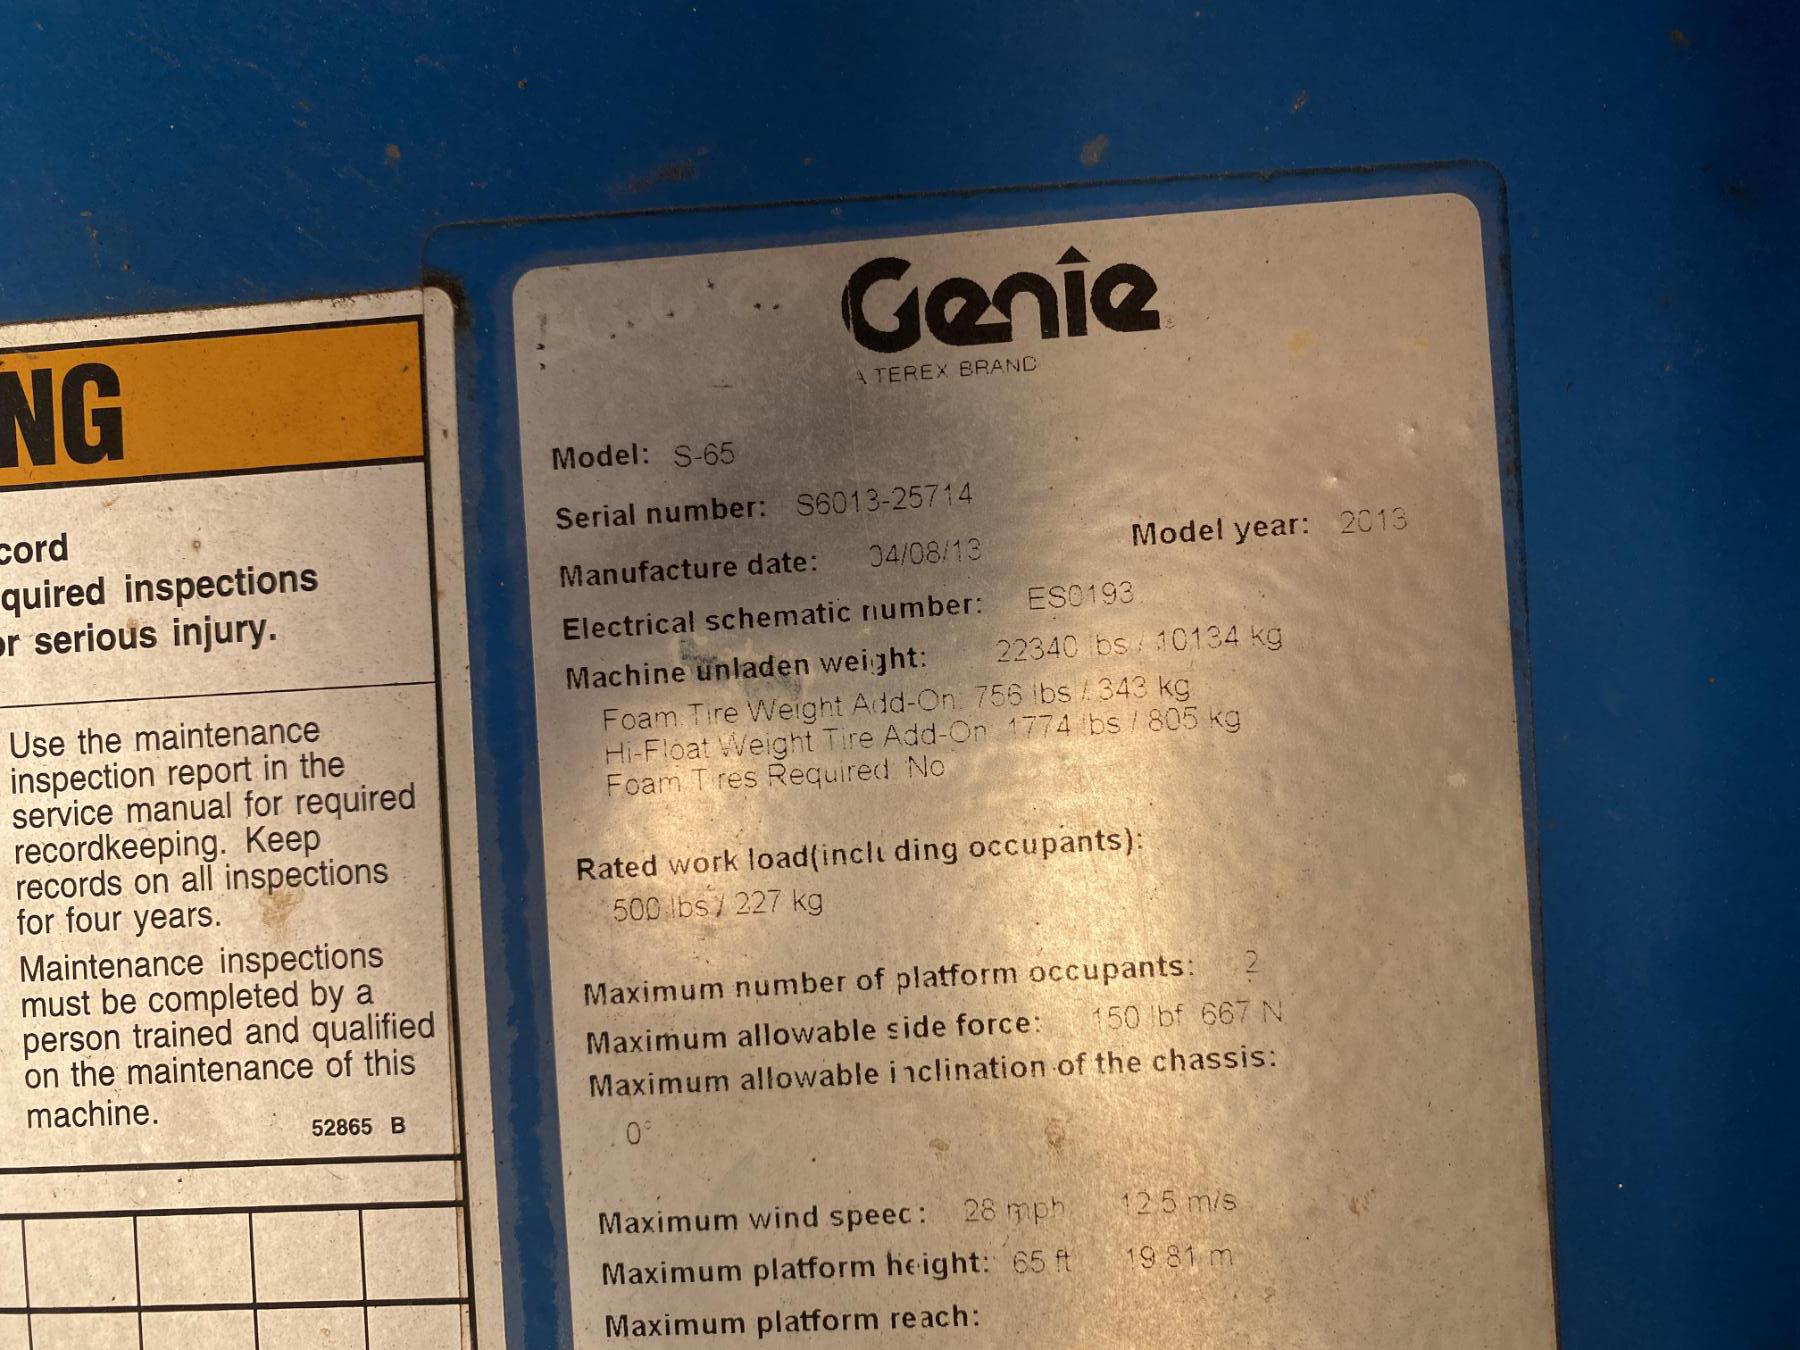 NG
cord
quired inspections
or serious injury.
Use the maintenance
inspection report in the
service manual for required
recordkeeping. Keep
records on all inspections
for four years.
Maintenance inspections
must be completed by a
person trained and qualified
on the maintenance of this
machine.
52865 B
Genie
A TEREX BRAND
Model: S-65
Serial number: S6013-25714
Manufacture date: 04/08/13 Model year: 2013
Electrical schematic number: ES0193
Machine unladen weight: 22340 lbs / 10134 kg
Foam Tire Weight Add-On: 756 lbs / 343 kg
Hi-Float Weight Tire Add-On: 1774 lbs / 805 kg
Foam Tires Required: No
Rated work load(including occupants):
500 lbs / 227 kg
Maximum number of platform occupants: 2
Maximum allowable side force: 150 lbf 667 N
Maximum allowable inclination of the chassis:
0°
Maximum wind speed: 28 mph 12.5 m/s
Maximum platform height: 65 ft 19.81 m
Maximum platform reach: